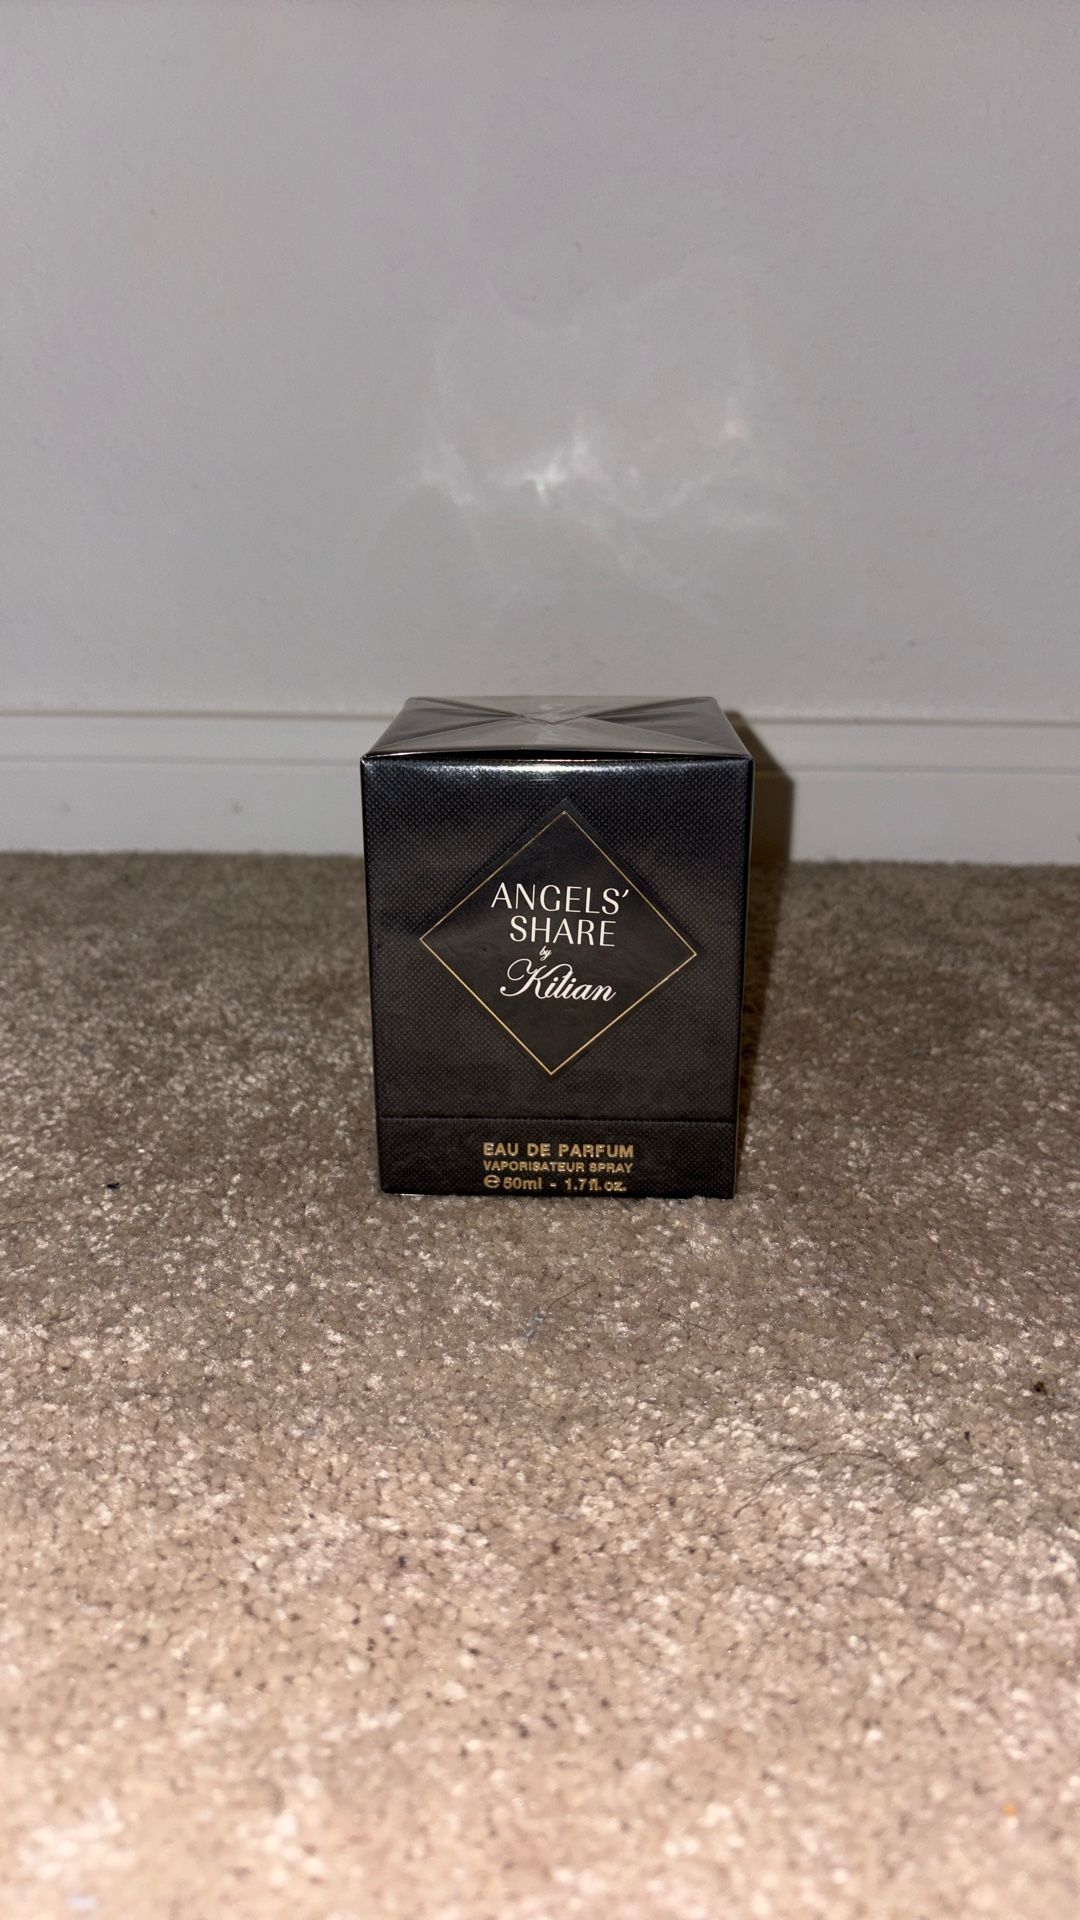 ANGELS'
SHARE
by
Kilian
EAU DE PARFUM
VAPORISATEUR SPRAY
℮ 50ml - 1.7fl.oz.